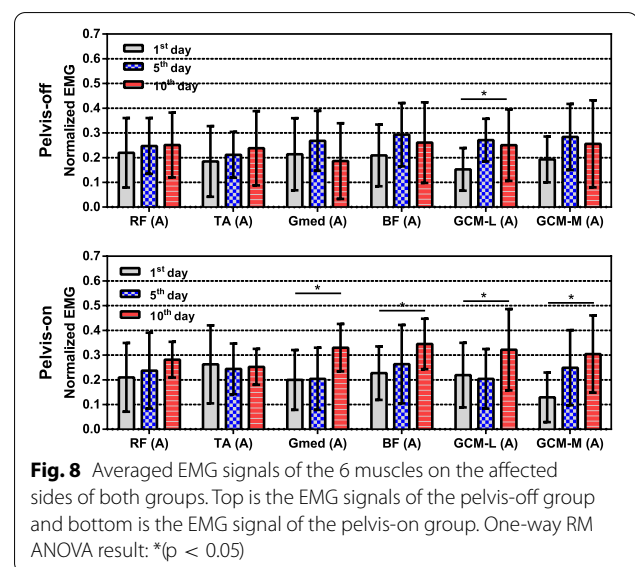 Pelvis-off
Normalized EMG
0.7
0.6
0.5
0.4
0.3
0.2
0.1
0.0
1st day
5th day
10th day
*
RF (A) TA (A) Gmed (A) BF (A) GCM-L (A) GCM-M (A)
Pelvis-on
Normalized EMG
0.7
0.6
0.5
0.4
0.3
0.2
0.1
0.0
1st day
5th day
10th day
* * * *
RF (A) TA (A) Gmed (A) BF (A) GCM-L (A) GCM-M (A)
Fig. 8 Averaged EMG signals of the 6 muscles on the affected
sides of both groups. Top is the EMG signals of the pelvis-off group
and bottom is the EMG signal of the pelvis-on group. One-way RM
ANOVA result: *(p < 0.05)